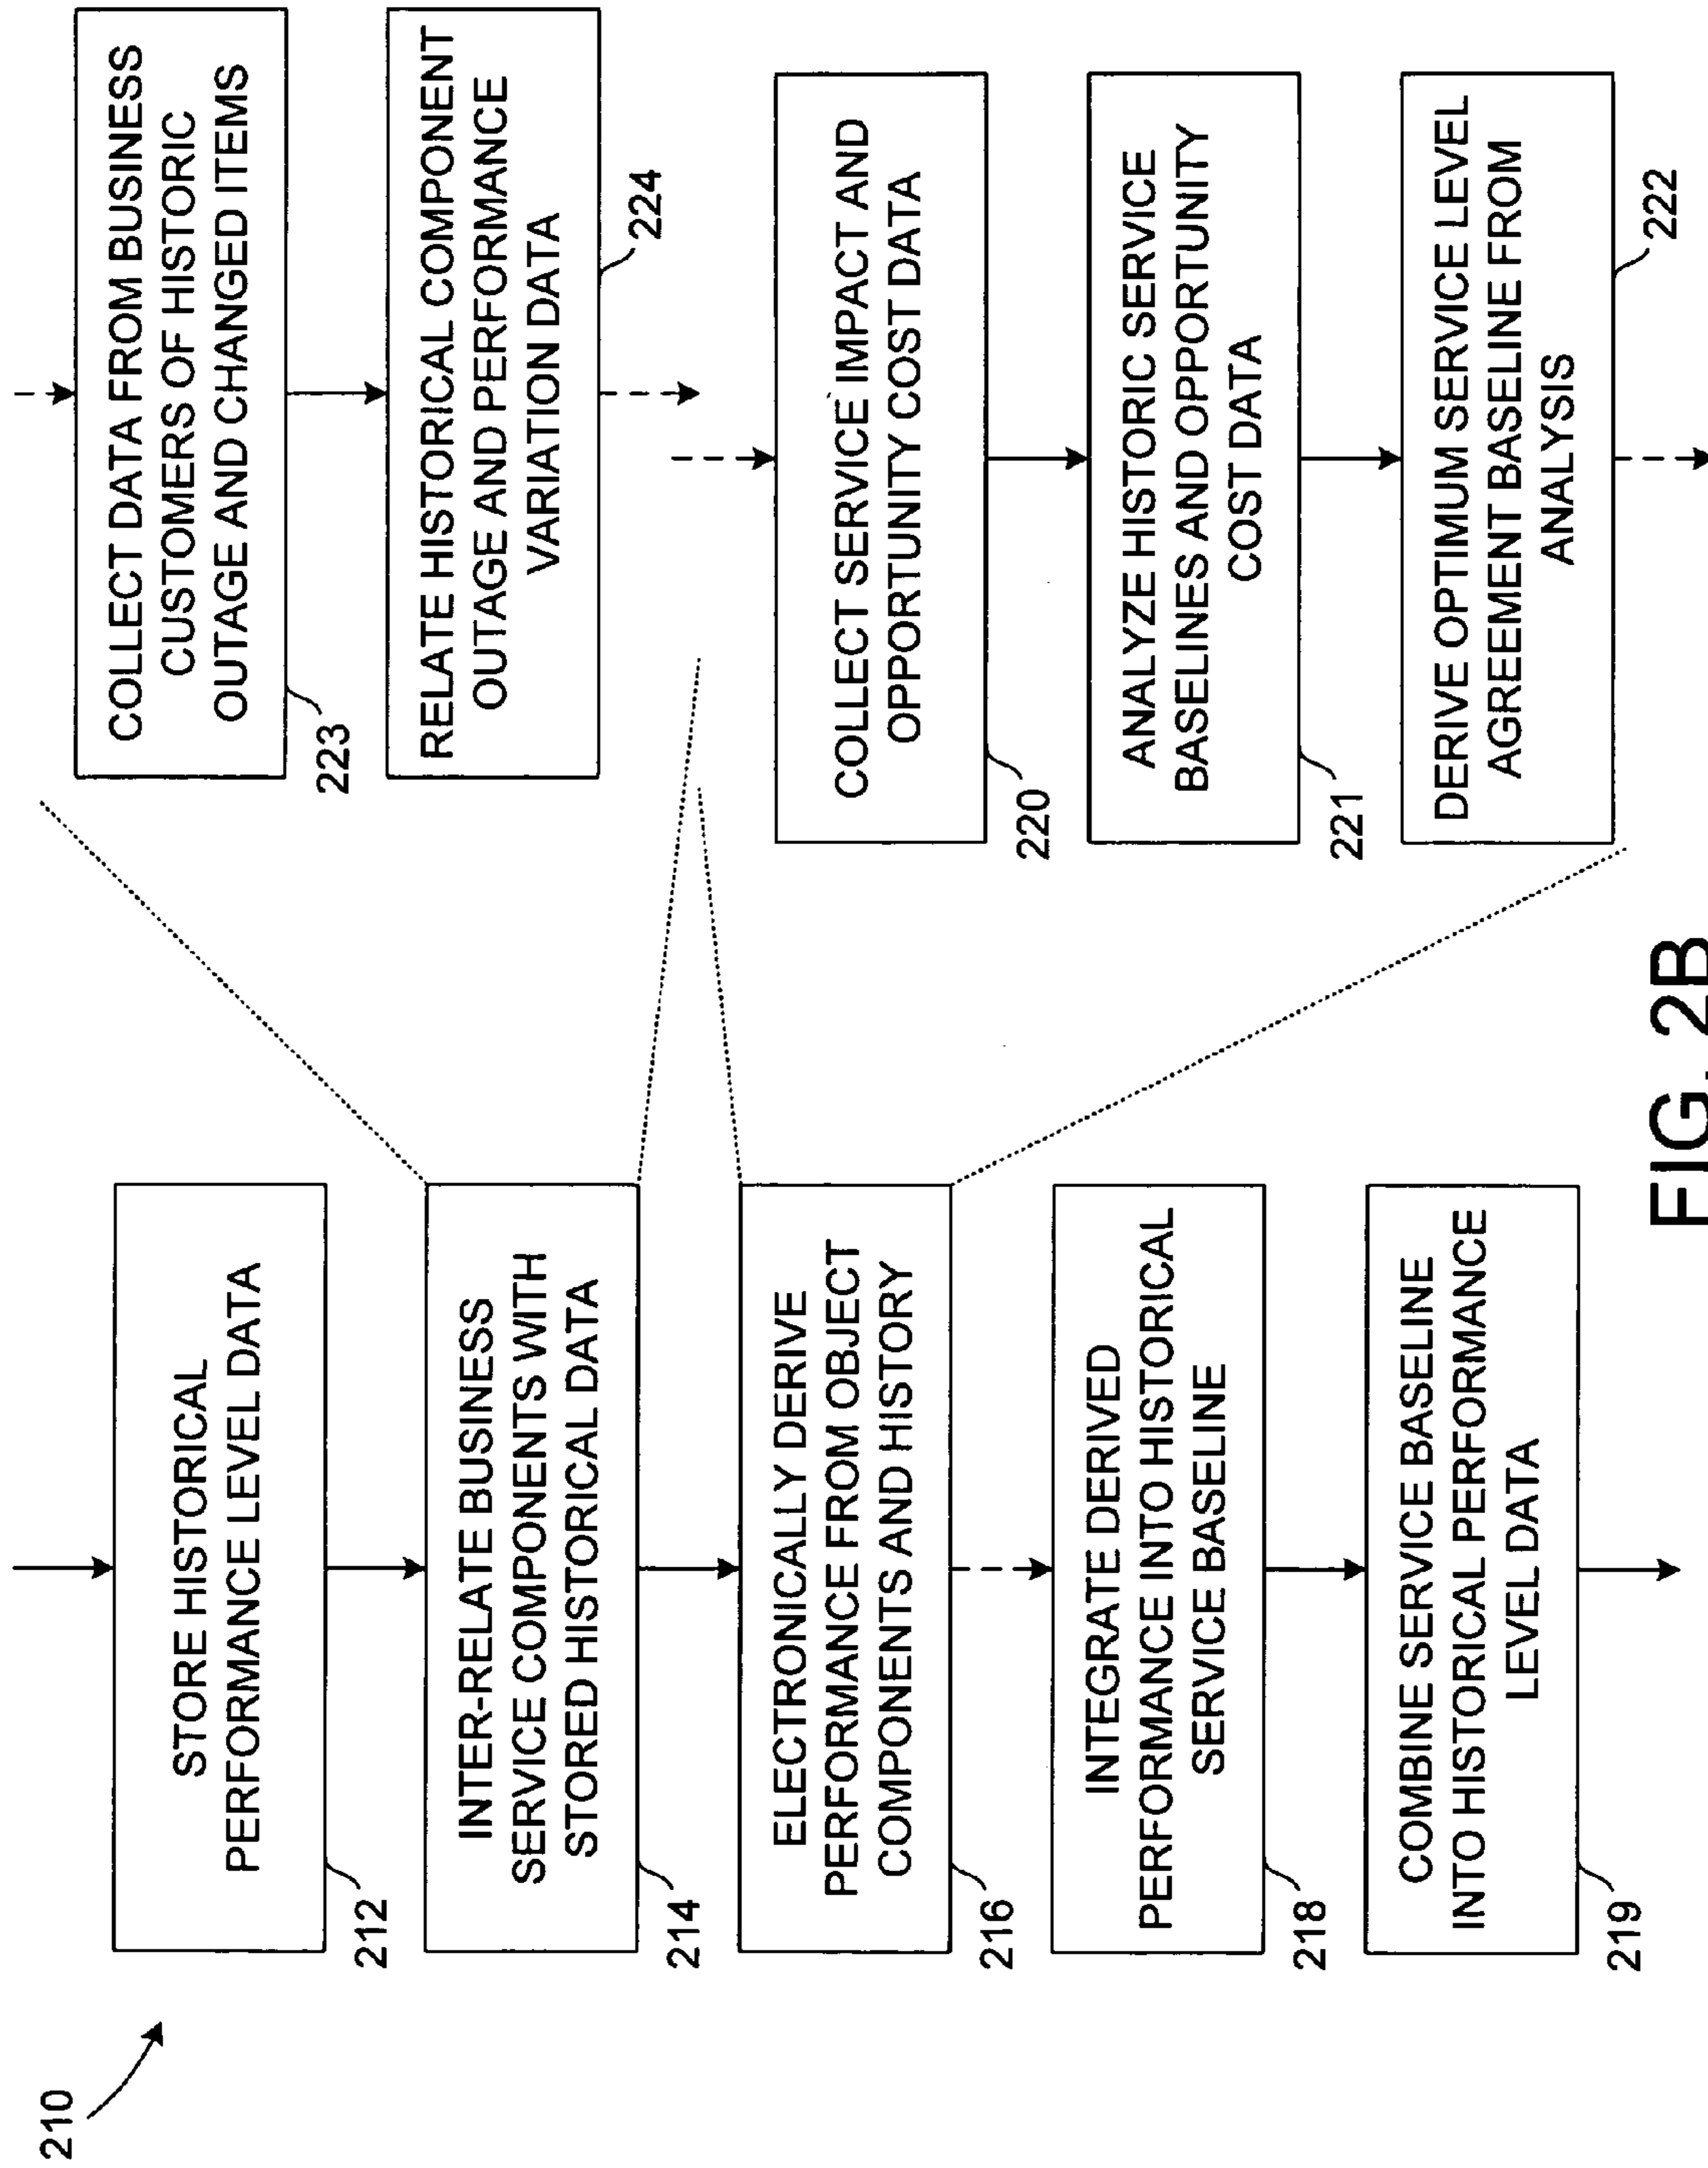 210
STORE HISTORICAL
PERFORMANCE LEVEL DATA
212
INTER-RELATE BUSINESS
SERVICE COMPONENTS WITH
STORED HISTORICAL DATA
214
ELECTRONICALLY DERIVE
PERFORMANCE FROM OBJECT
COMPONENTS AND HISTORY
216
INTEGRATE DERIVED
PERFORMANCE INTO HISTORICAL
SERVICE BASELINE
218
COMBINE SERVICE BASELINE
INTO HISTORICAL PERFORMANCE
LEVEL DATA
219
COLLECT DATA FROM BUSINESS
CUSTOMERS OF HISTORIC
OUTAGE AND CHANGED ITEMS
223
RELATE HISTORICAL COMPONENT
OUTAGE AND PERFORMANCE
VARIATION DATA
224
COLLECT SERVICE IMPACT AND
OPPORTUNITY COST DATA
220
ANALYZE HISTORIC SERVICE
BASELINES AND OPPORTUNITY
COST DATA
221
DERIVE OPTIMUM SERVICE LEVEL
AGREEMENT BASELINE FROM
ANALYSIS
222
FIG. 2B